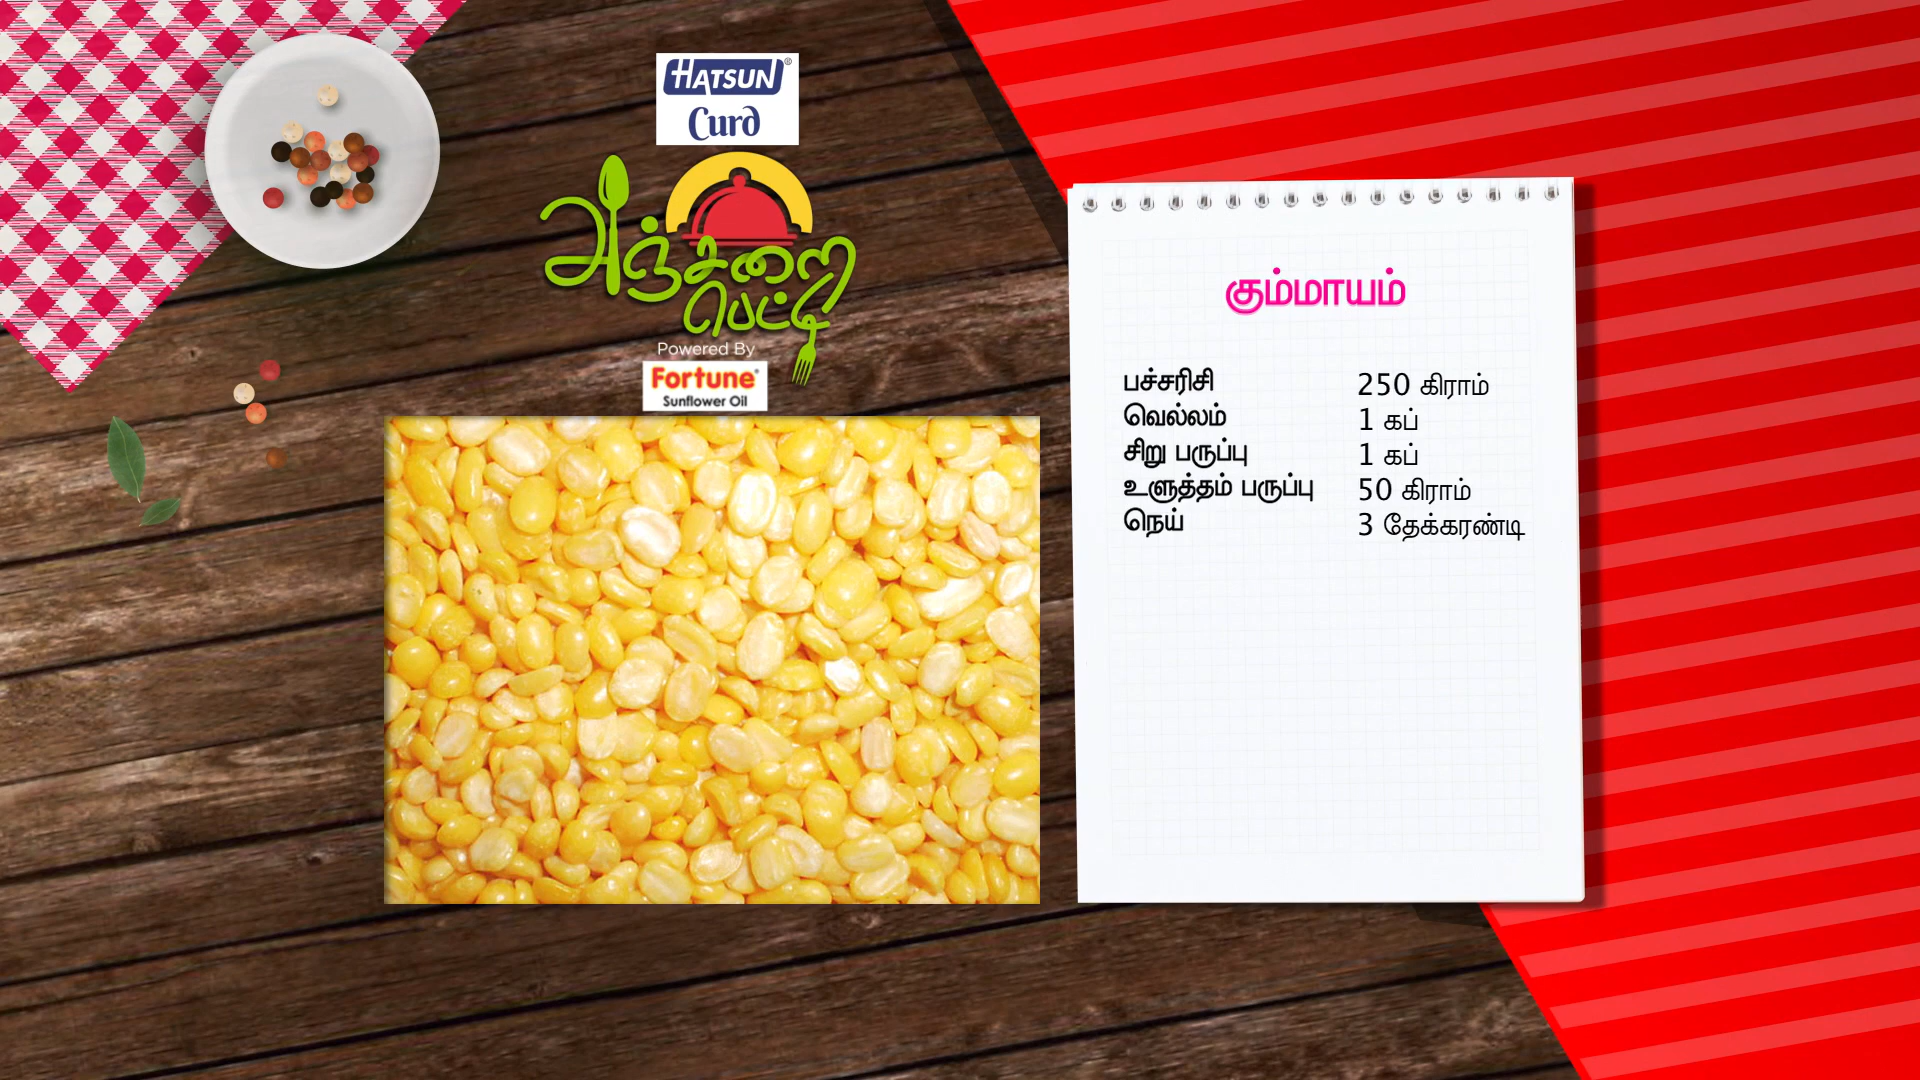 HATSUN®
Curd
அஞ்சறை
பெட்டி
Powered By
Fortune®
Sunflower Oil
கும்மாயம்
பச்சரிசி 250 கிராம்
வெல்லம் 1 கப்
சிறு பருப்பு 1 கப்
உளுத்தம் பருப்பு 50 கிராம்
நெய் 3 தேக்கரண்டி